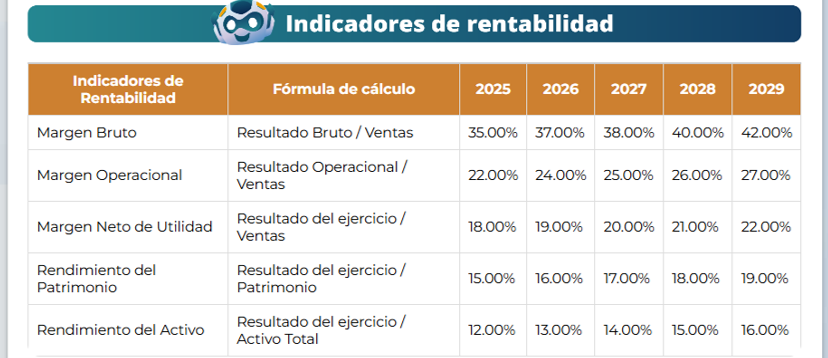 Indicadores de rentabilidad
Indicadores de
Rentabilidad
Fórmula de cálculo
2025
2026
2027
2028
2029
Margen Bruto
Resultado Bruto / Ventas
35.00%
37.00%
38.00%
40.00%
42.00%
Margen Operacional
Resultado Operacional /
Ventas
22.00%
24.00%
25.00%
26.00%
27.00%
Margen Neto de Utilidad
Resultado del ejercicio /
Ventas
18.00%
19.00%
20.00%
21.00%
22.00%
Rendimiento del
Patrimonio
Resultado del ejercicio /
Patrimonio
15.00%
16.00%
17.00%
18.00%
19.00%
Rendimiento del Activo
Resultado del ejercicio /
Activo Total
12.00%
13.00%
14.00%
15.00%
16.00%